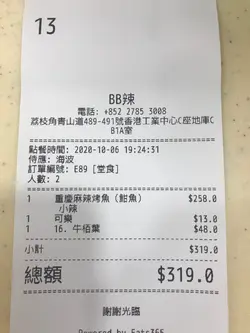 13
BB辣
電話: +852 2785 3008
荔枝角青山道489-491號香港工業中心C座地庫C
B1A室
點餐時間: 2020-10-06 19:24:31
侍應: 海波
訂單編號: E89 [堂食]
人數: 2
1 重慶麻辣烤魚（鮋魚） $258.0
小辣
1 可樂 $13.0
1 16. 牛佰葉 $48.0
小計 $319.0
總額 $319.0
謝謝光臨
Powered by Eats365